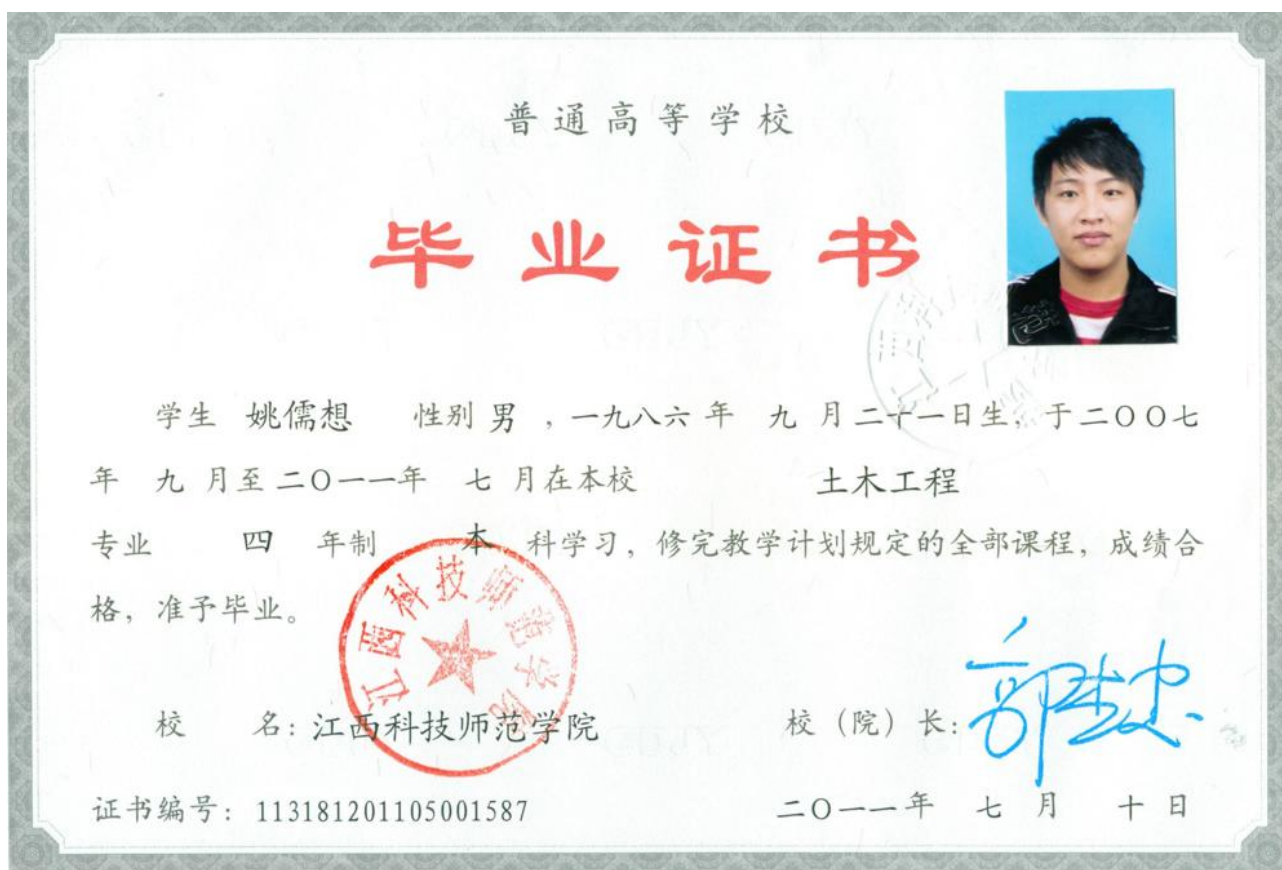 普通高等学校
毕业证书
学生 姚儒想 性别 男 ，一九八六 年 九 月二十一日生，于二〇〇七
年 九 月至 二〇一一年 七 月在本校 土木工程
专业 四 年制 本 科学习，修完教学计划规定的全部课程，成绩合
格，准予毕业。
江西科技师范学院
校 名：江西科技师范学院 校（院）长：
证书编号：113181201105001587 二〇一一年 七 月 十 日